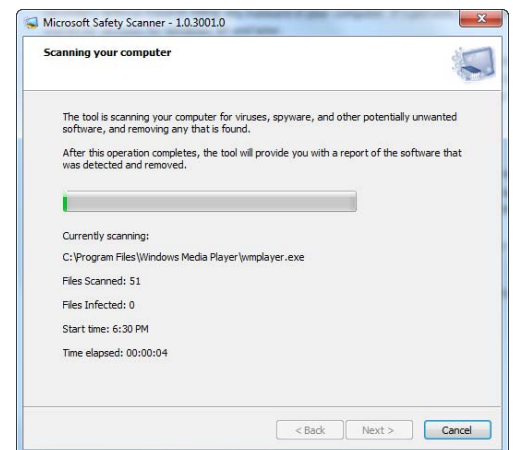 Microsoft Safety Scanner - 1.0.3001.0
Scanning your computer
The tool is scanning your computer for viruses, spyware, and other potentially unwanted
software, and removing any that is found.
After this operation completes, the tool will provide you with a report of the software that
was detected and removed.
Currently scanning:
C:\Program Files\Windows Media Player\wmplayer.exe
Files Scanned: 51
Files Infected: 0
Start time: 6:30 PM
Time elapsed: 00:00:04
< Back Next > Cancel